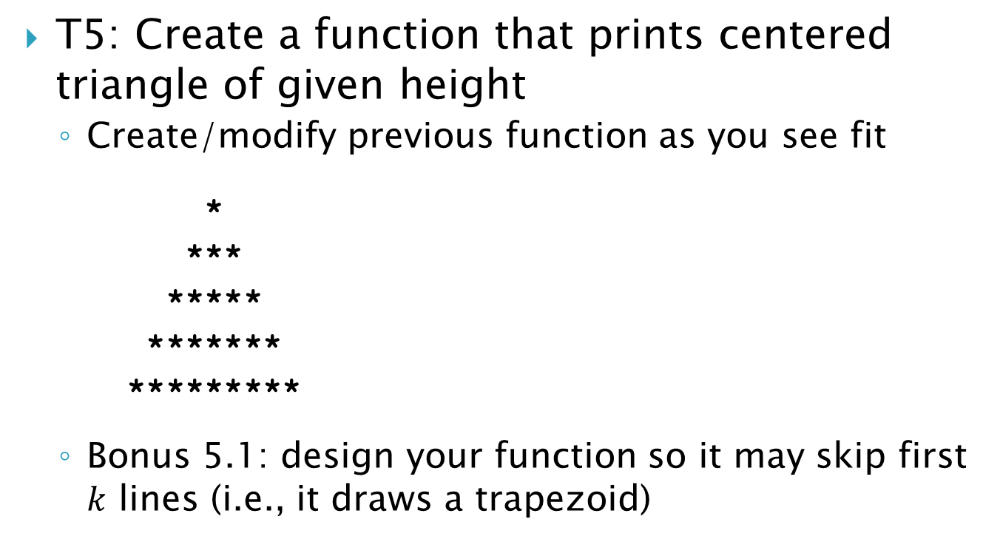 T5: Create a function that prints centered
triangle of given height
Create/modify previous function as you see fit
*
***
*****
*******
*********
Bonus 5.1: design your function so it may skip first
k lines (i.e., it draws a trapezoid)